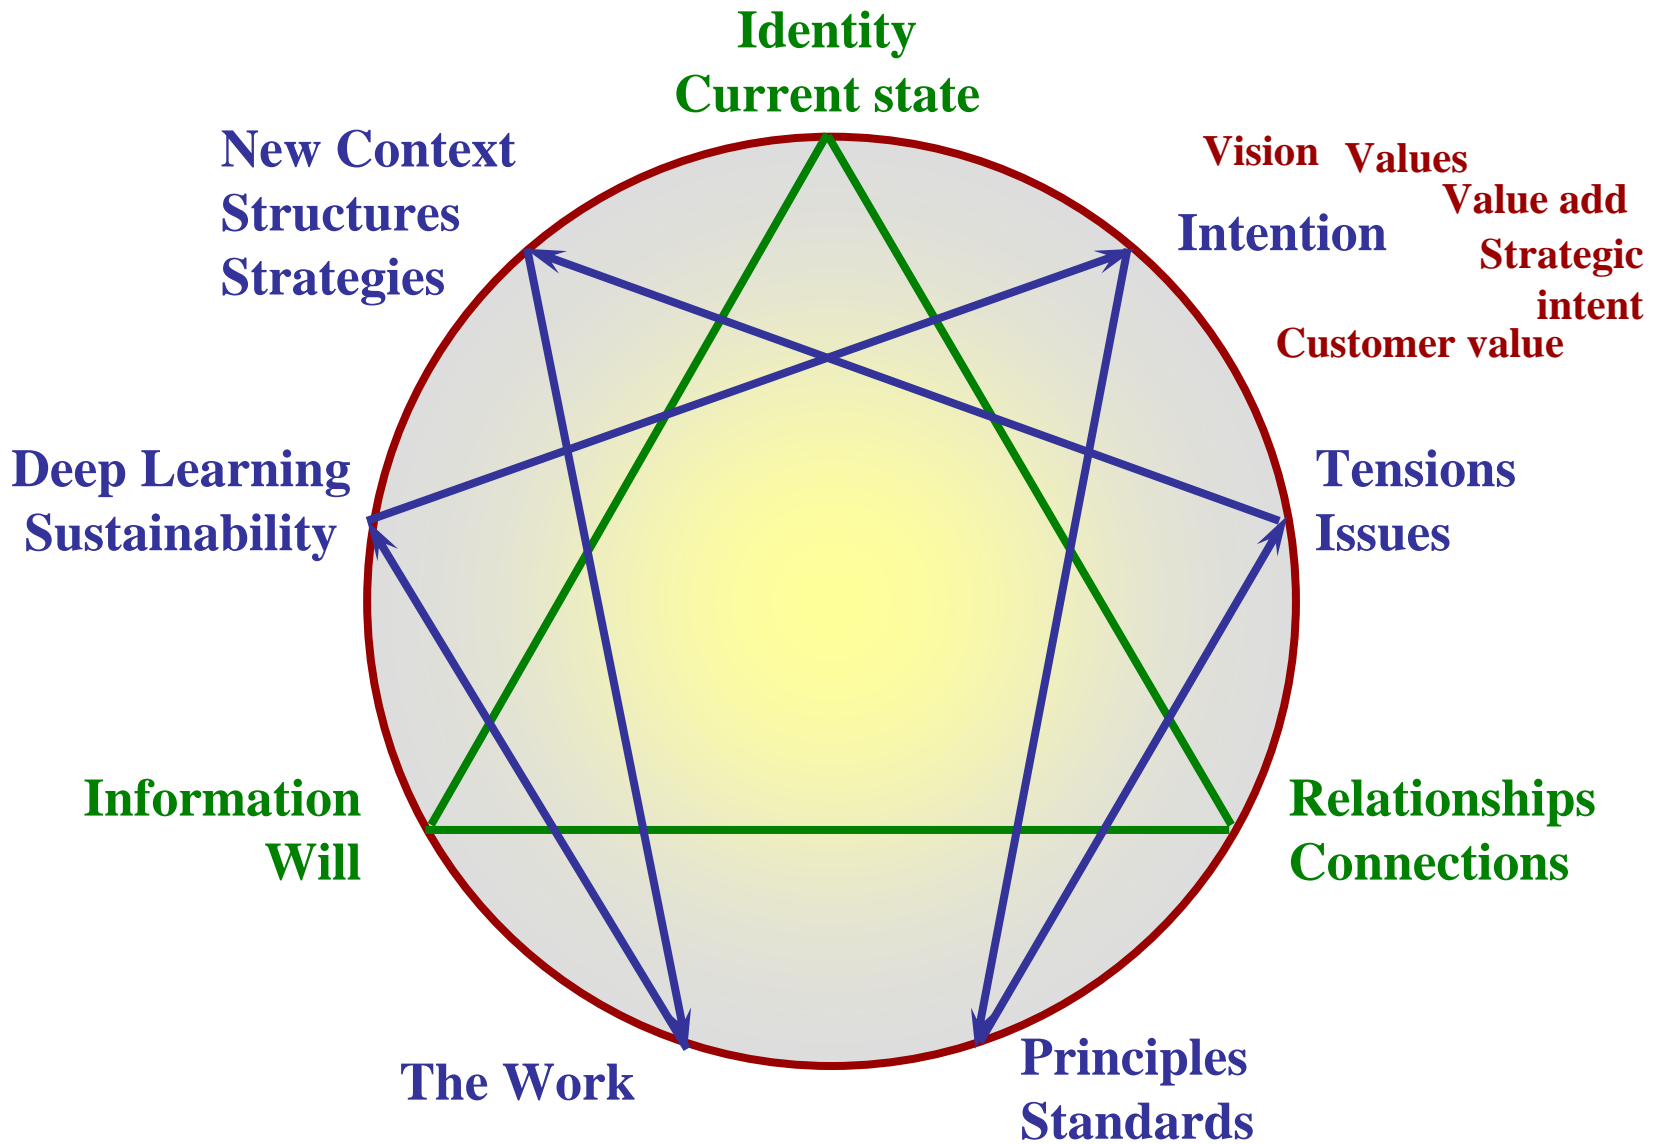 Identity
Current state
New Context
Structures
Strategies
Vision
Values
Value add
Intention
Strategic
intent
Customer value
Deep Learning
Sustainability
Tensions
Issues
Information
Will
Relationships
Connections
The Work
Principles
Standards